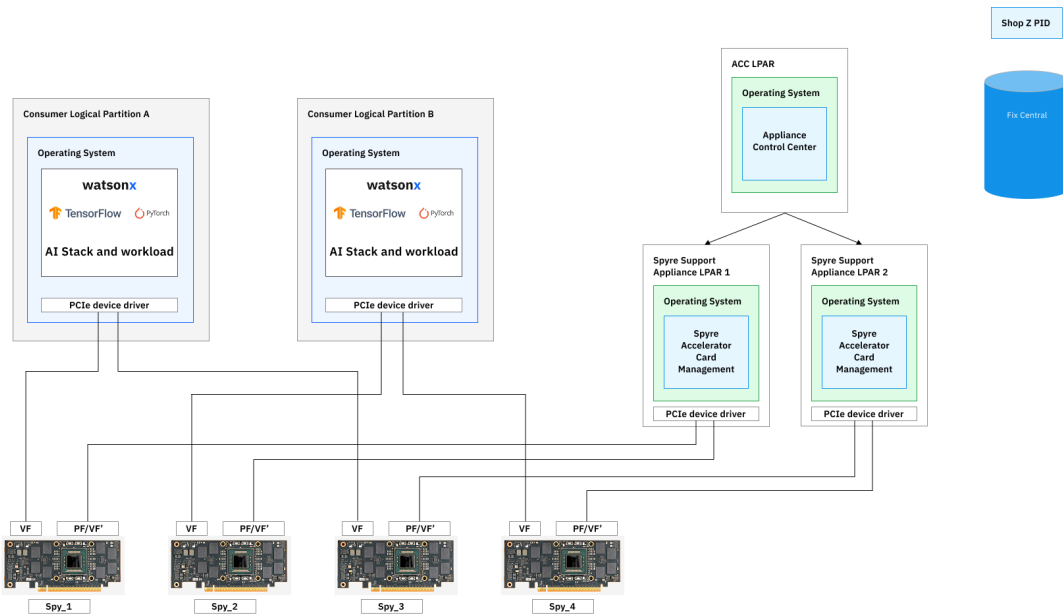 Shop Z PID
Fix Central
ACC LPAR
Operating System
Appliance
Control Center
Consumer Logical Partition A
Operating System
watsonx
TensorFlow
PyTorch
AI Stack and workload
PCIe device driver
Consumer Logical Partition B
Operating System
watsonx
TensorFlow
PyTorch
AI Stack and workload
PCIe device driver
Spyre Support
Appliance LPAR 1
Operating System
Spyre
Accelerator
Card
Management
PCIe device driver
Spyre Support
Appliance LPAR 2
Operating System
Spyre
Accelerator
Card
Management
PCIe device driver
VF
PF/VF'
VF
PF/VF'
VF
PF/VF'
VF
PF/VF'
Spy_1
Spy_2
Spy_3
Spy_4